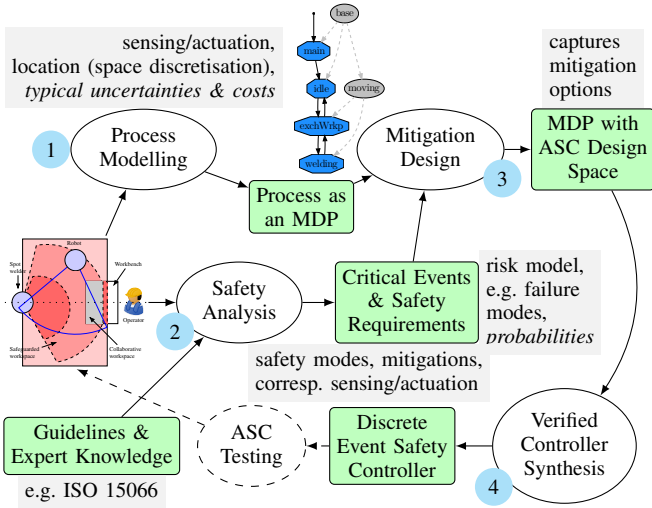 sensing/actuation,
location (space discretisation),
typical uncertainties & costs
base
main
idle
moving
exchWrkp
welding
captures
mitigation
options
1
Process
Modelling
Mitigation
Design
3
MDP with
ASC Design
Space
Process as
an MDP
Robot
Spot
welder
Workbench
Operator
Safeguarded
workspace
Collaborative
workspace
Safety
Analysis
2
Critical Events
& Safety
Requirements
risk model,
e.g. failure
modes,
probabilities
safety modes, mitigations,
corresp. sensing/actuation
Guidelines &
Expert Knowledge
e.g. ISO 15066
ASC
Testing
Discrete
Event Safety
Controller
Verified
Controller
Synthesis
4